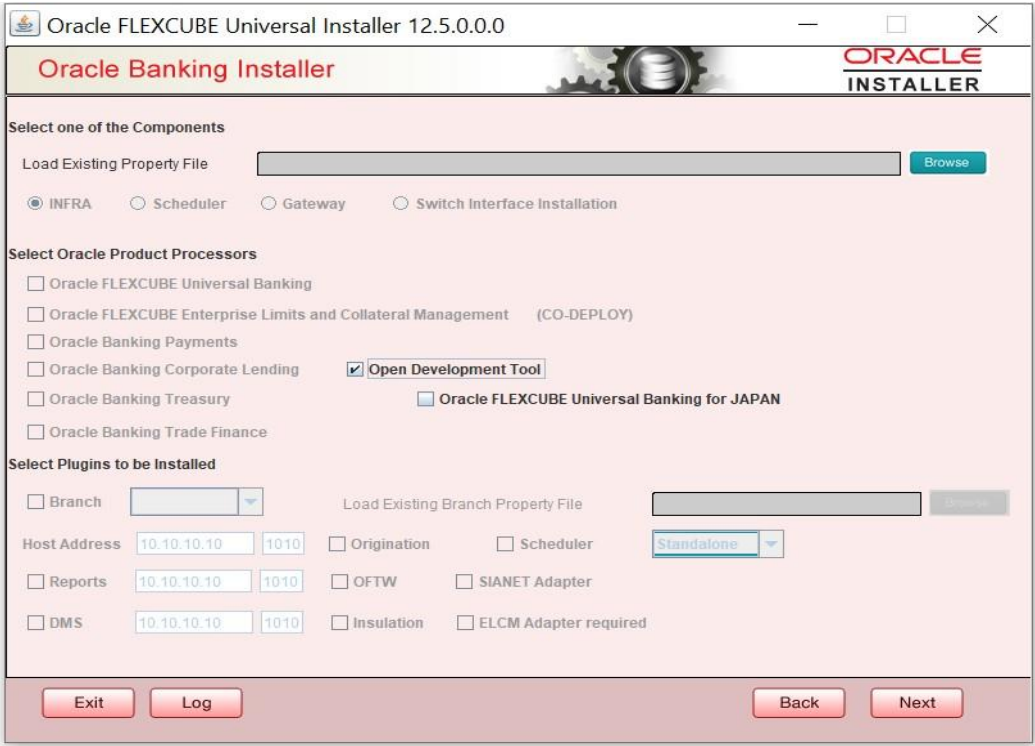 Oracle FLEXCUBE Universal Installer 12.5.0.0.0
Oracle Banking Installer
ORACLE
INSTALLER
Select one of the Components
Load Existing Property File Browse
INFRA Scheduler Gateway Switch Interface Installation
Select Oracle Product Processors
Oracle FLEXCUBE Universal Banking
Oracle FLEXCUBE Enterprise Limits and Collateral Management (CO-DEPLOY)
Oracle Banking Payments
Oracle Banking Corporate Lending Open Development Tool
Oracle Banking Treasury Oracle FLEXCUBE Universal Banking for JAPAN
Oracle Banking Trade Finance
Select Plugins to be Installed
Branch Load Existing Branch Property File Browse
Host Address 10.10.10.10 1010 Origination Scheduler Standalone
Reports 10.10.10.10 1010 OFTW SIANET Adapter
DMS 10.10.10.10 1010 Insulation ELCM Adapter required
Exit Log Back Next